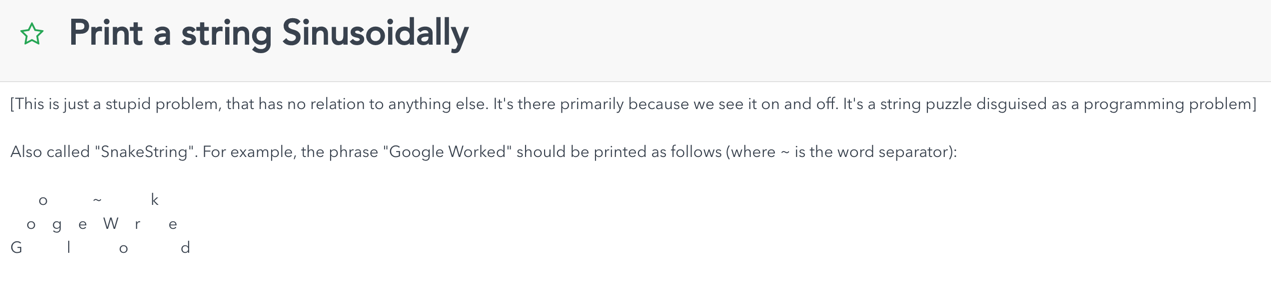 Print a string Sinusoidally
[This is just a stupid problem, that has no relation to anything else. It's there primarily because we see it on and off. It's a string puzzle disguised as a programming problem]
Also called "SnakeString". For example, the phrase "Google Worked" should be printed as follows (where ~ is the word separator):
o ~ k
o g e W r e
G l o d